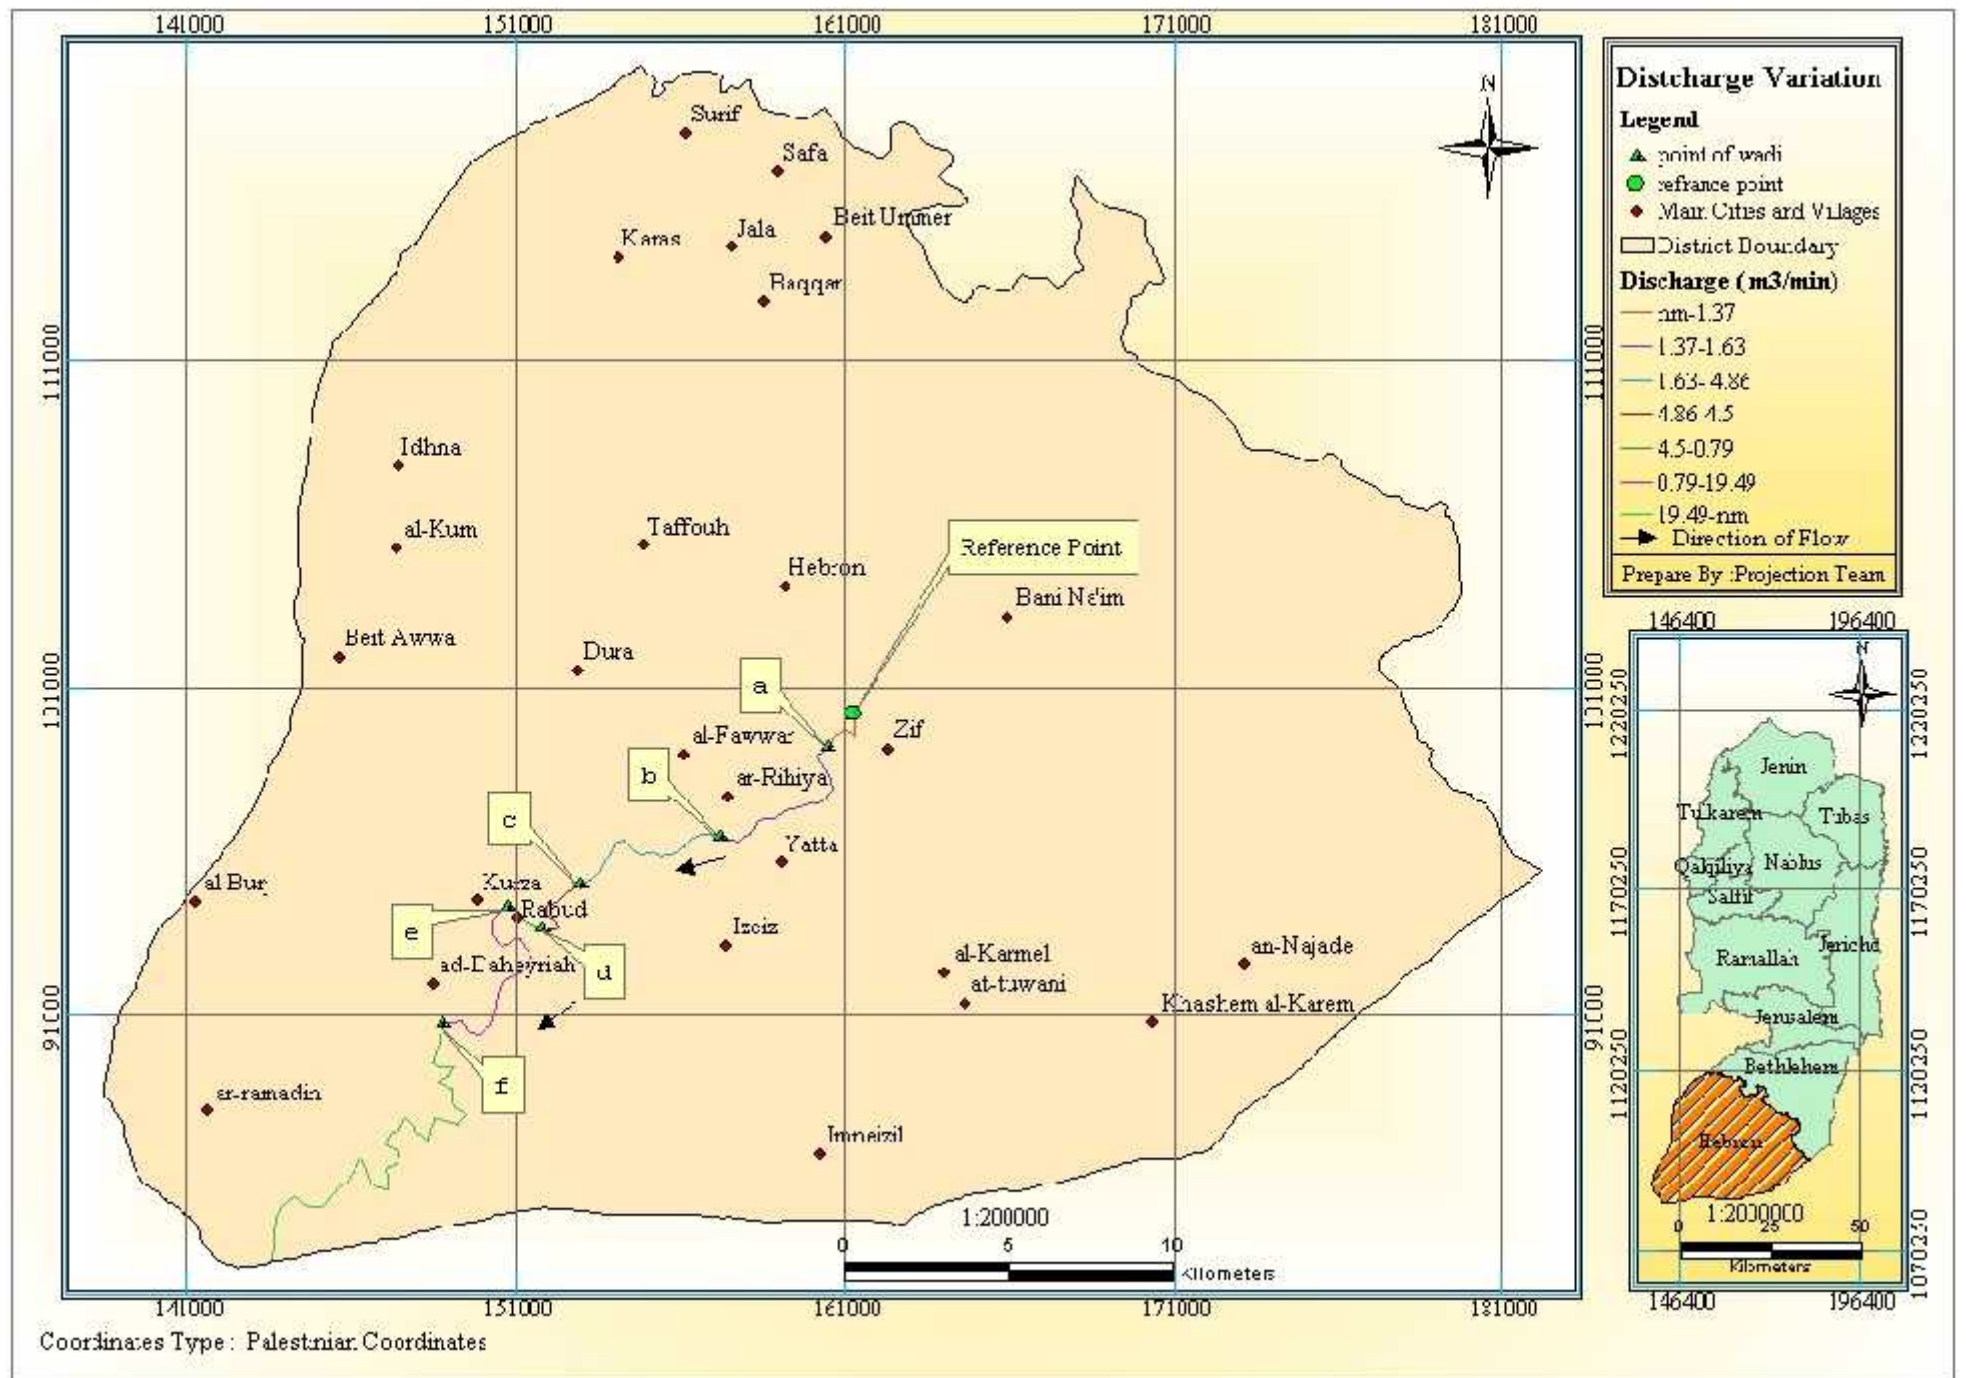 141000 151000 161000 171000 181000
Surif
Safa
Beit Ummer
Jala
Karas
Baqqar
111000 111000
Idhna
al-Kum
Taffouh
Hebron
Reference Point
Bani Na'im
Beit Awwa
Dura
101000 101000
a
Zif
al-Fawwar
b
ar-Rihiya
c
Yatta
al Burj
Kurza
Rabud
e
Izeiz
d
ad-Daheyriah
al-Karmel
an-Najade
at-tuwani
Khashem al-Karem
91000 91000
f
ar-ramadin
Imneizil
1:200000
0 5 10
Kilometers
141000 151000 161000 171000 181000
Coordinates Type : Palestinian Coordinates
Distcharge Variation
Legend
point of wadi
refrance point
Main Cities and Villages
District Boundary
Discharge ( m3/min)
nm-1.37
1.37-1.63
1.63-4.86
4.86-4.5
4.5-0.79
0.79-19.49
19.49-nm
Direction of Flow
Prepare By :Projection Team
146400 196400
N
N
1220250 1220250
Jenin
Tulkarem
Tubas
Nablus
Qalqiliya
1170250 1170250
Salfit
Jericho
Ramallah
Jerusalem
Bethlehem
1120250 1120250
Hebron
1:2000000
0 25 50
Kilometers
1070250 1070250
146400 196400